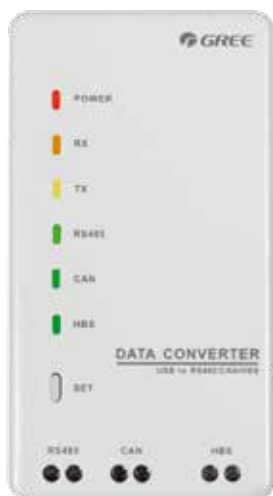 GREE
POWER
RX
TX
RS485
CAN
HBS
DATA CONVERTER
USB to RS485/CAN/HBS
SET
RS485 CAN HBS